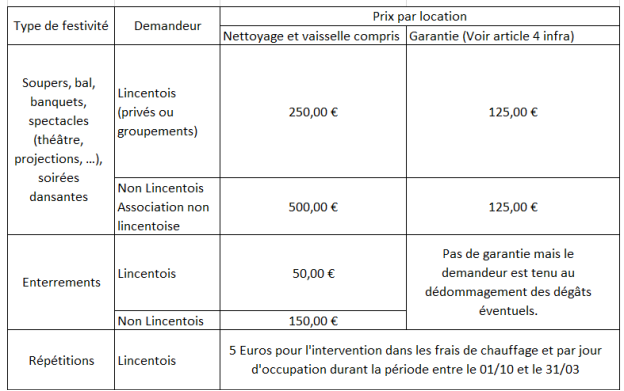 Type de festivité
Demandeur
Prix par location
Nettoyage et vaisselle compris
Garantie (Voir article 4 infra)
Soupers, bal,
banquets,
spectacles
(théâtre,
projections, …),
soirées
dansantes
Lincentois
(privés ou
groupements)
250,00 €
125,00 €
Non Lincentois
Association non
lincentoise
500,00 €
125,00 €
Enterrements
Lincentois
50,00 €
Pas de garantie mais le
demandeur est tenu au
dédommagement des dégâts
éventuels.
Non Lincentois
150,00 €
Répétitions
Lincentois
5 Euros pour l'intervention dans les frais de chauffage et par jour
d'occupation durant la période entre le 01/10 et le 31/03